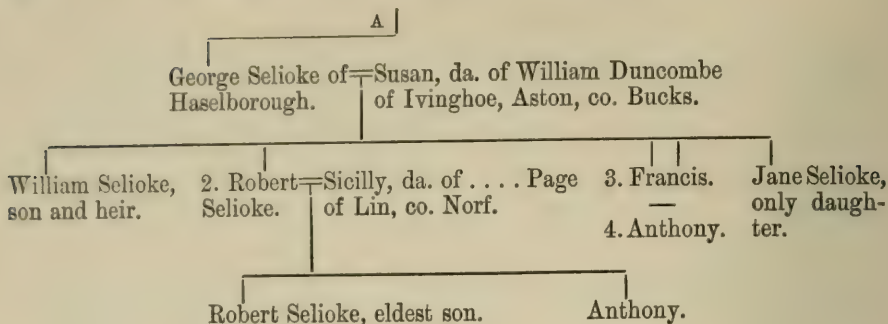 A
George Selioke of Susan, da. of William Duncombe
Haselborough. of Ivinghoe, Aston, co. Bucks.
William Selioke, 2. Robert Sicilly, da. of .... Page 3. Francis. Jane Selioke,
son and heir. Selioke. of Lin, co. Norf. — only daugh-
4. Anthony. ter.
Robert Selioke, eldest son. Anthony.